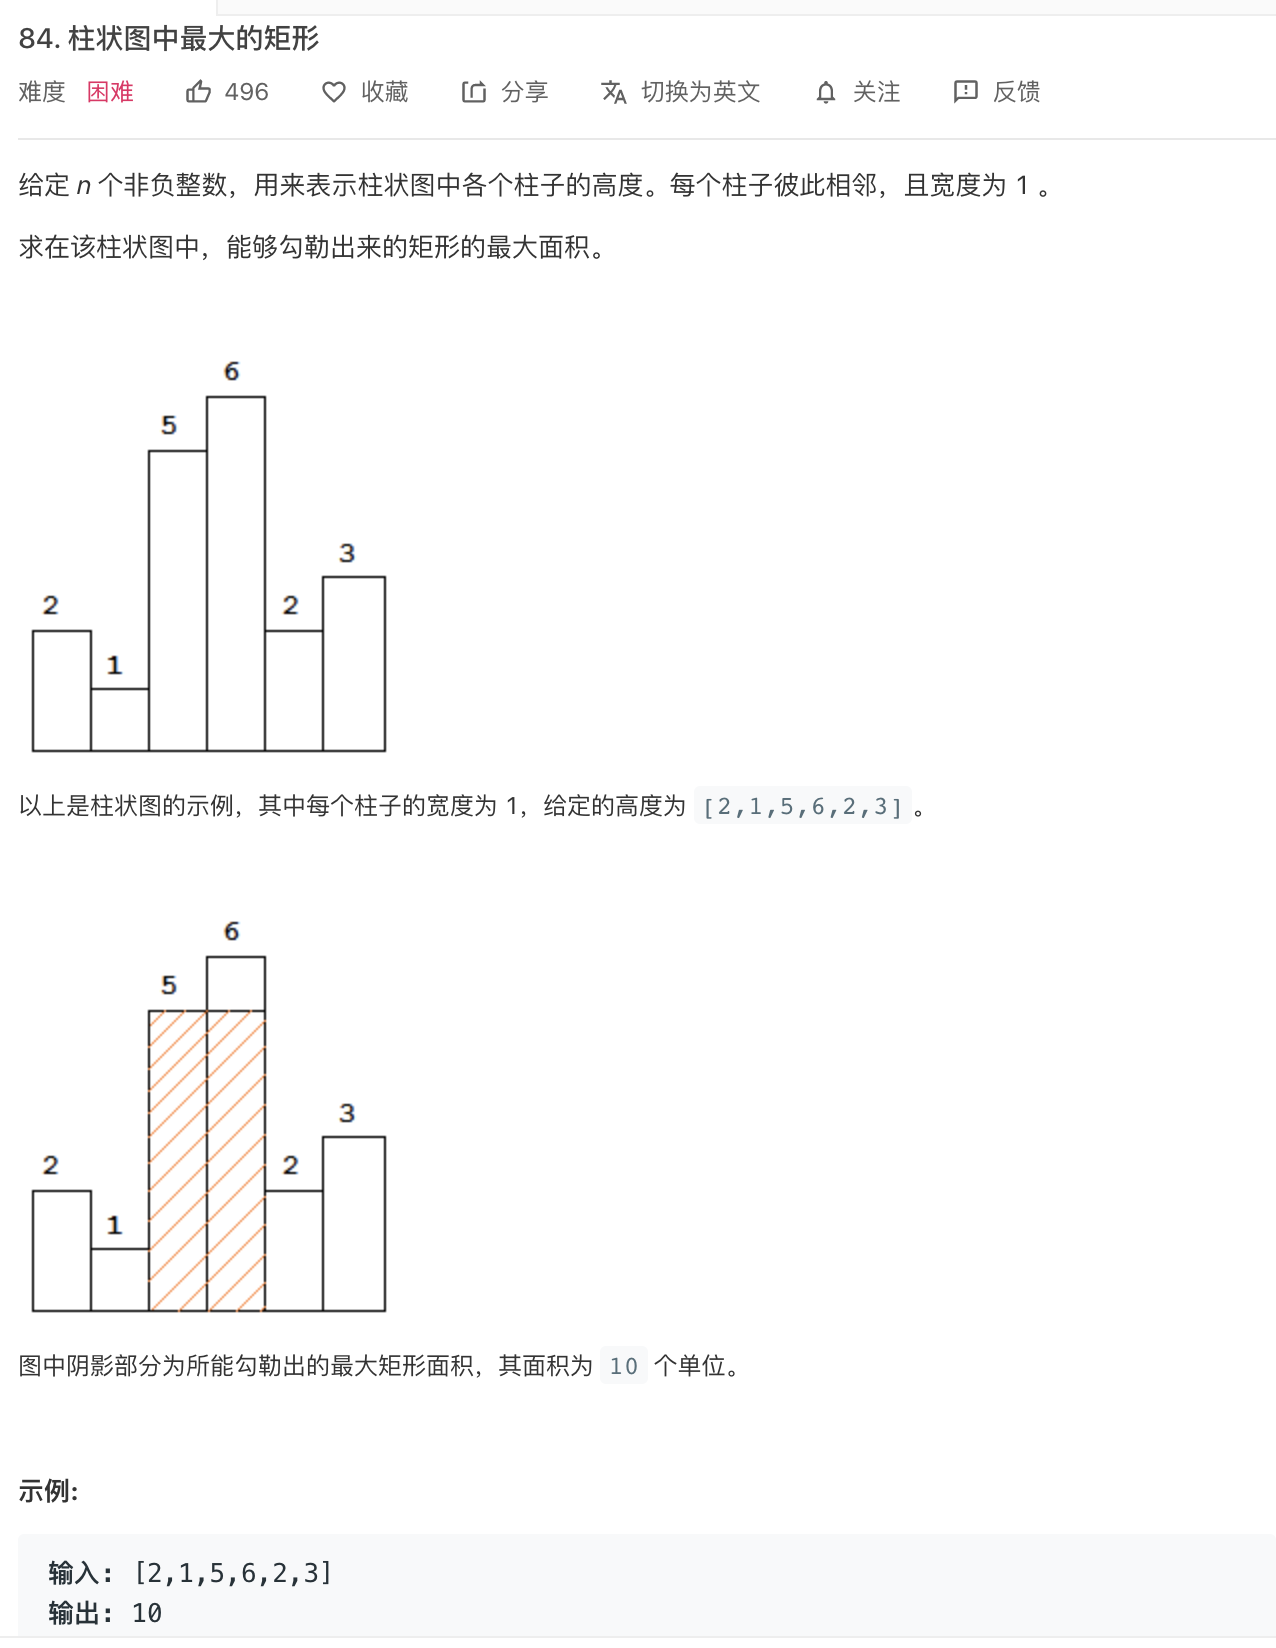 84. 柱状图中最大的矩形
难度 困难 496 收藏 分享 切换为英文 关注 反馈
给定 n 个非负整数，用来表示柱状图中各个柱子的高度。每个柱子彼此相邻，且宽度为 1 。
求在该柱状图中，能够勾勒出来的矩形的最大面积。
6
5
3
2
2
1
以上是柱状图的示例，其中每个柱子的宽度为 1，给定的高度为 [2,1,5,6,2,3] 。
6
5
3
2
2
1
图中阴影部分为所能勾勒出的最大矩形面积，其面积为 10 个单位。
示例:
输入: [2,1,5,6,2,3]
输出: 10